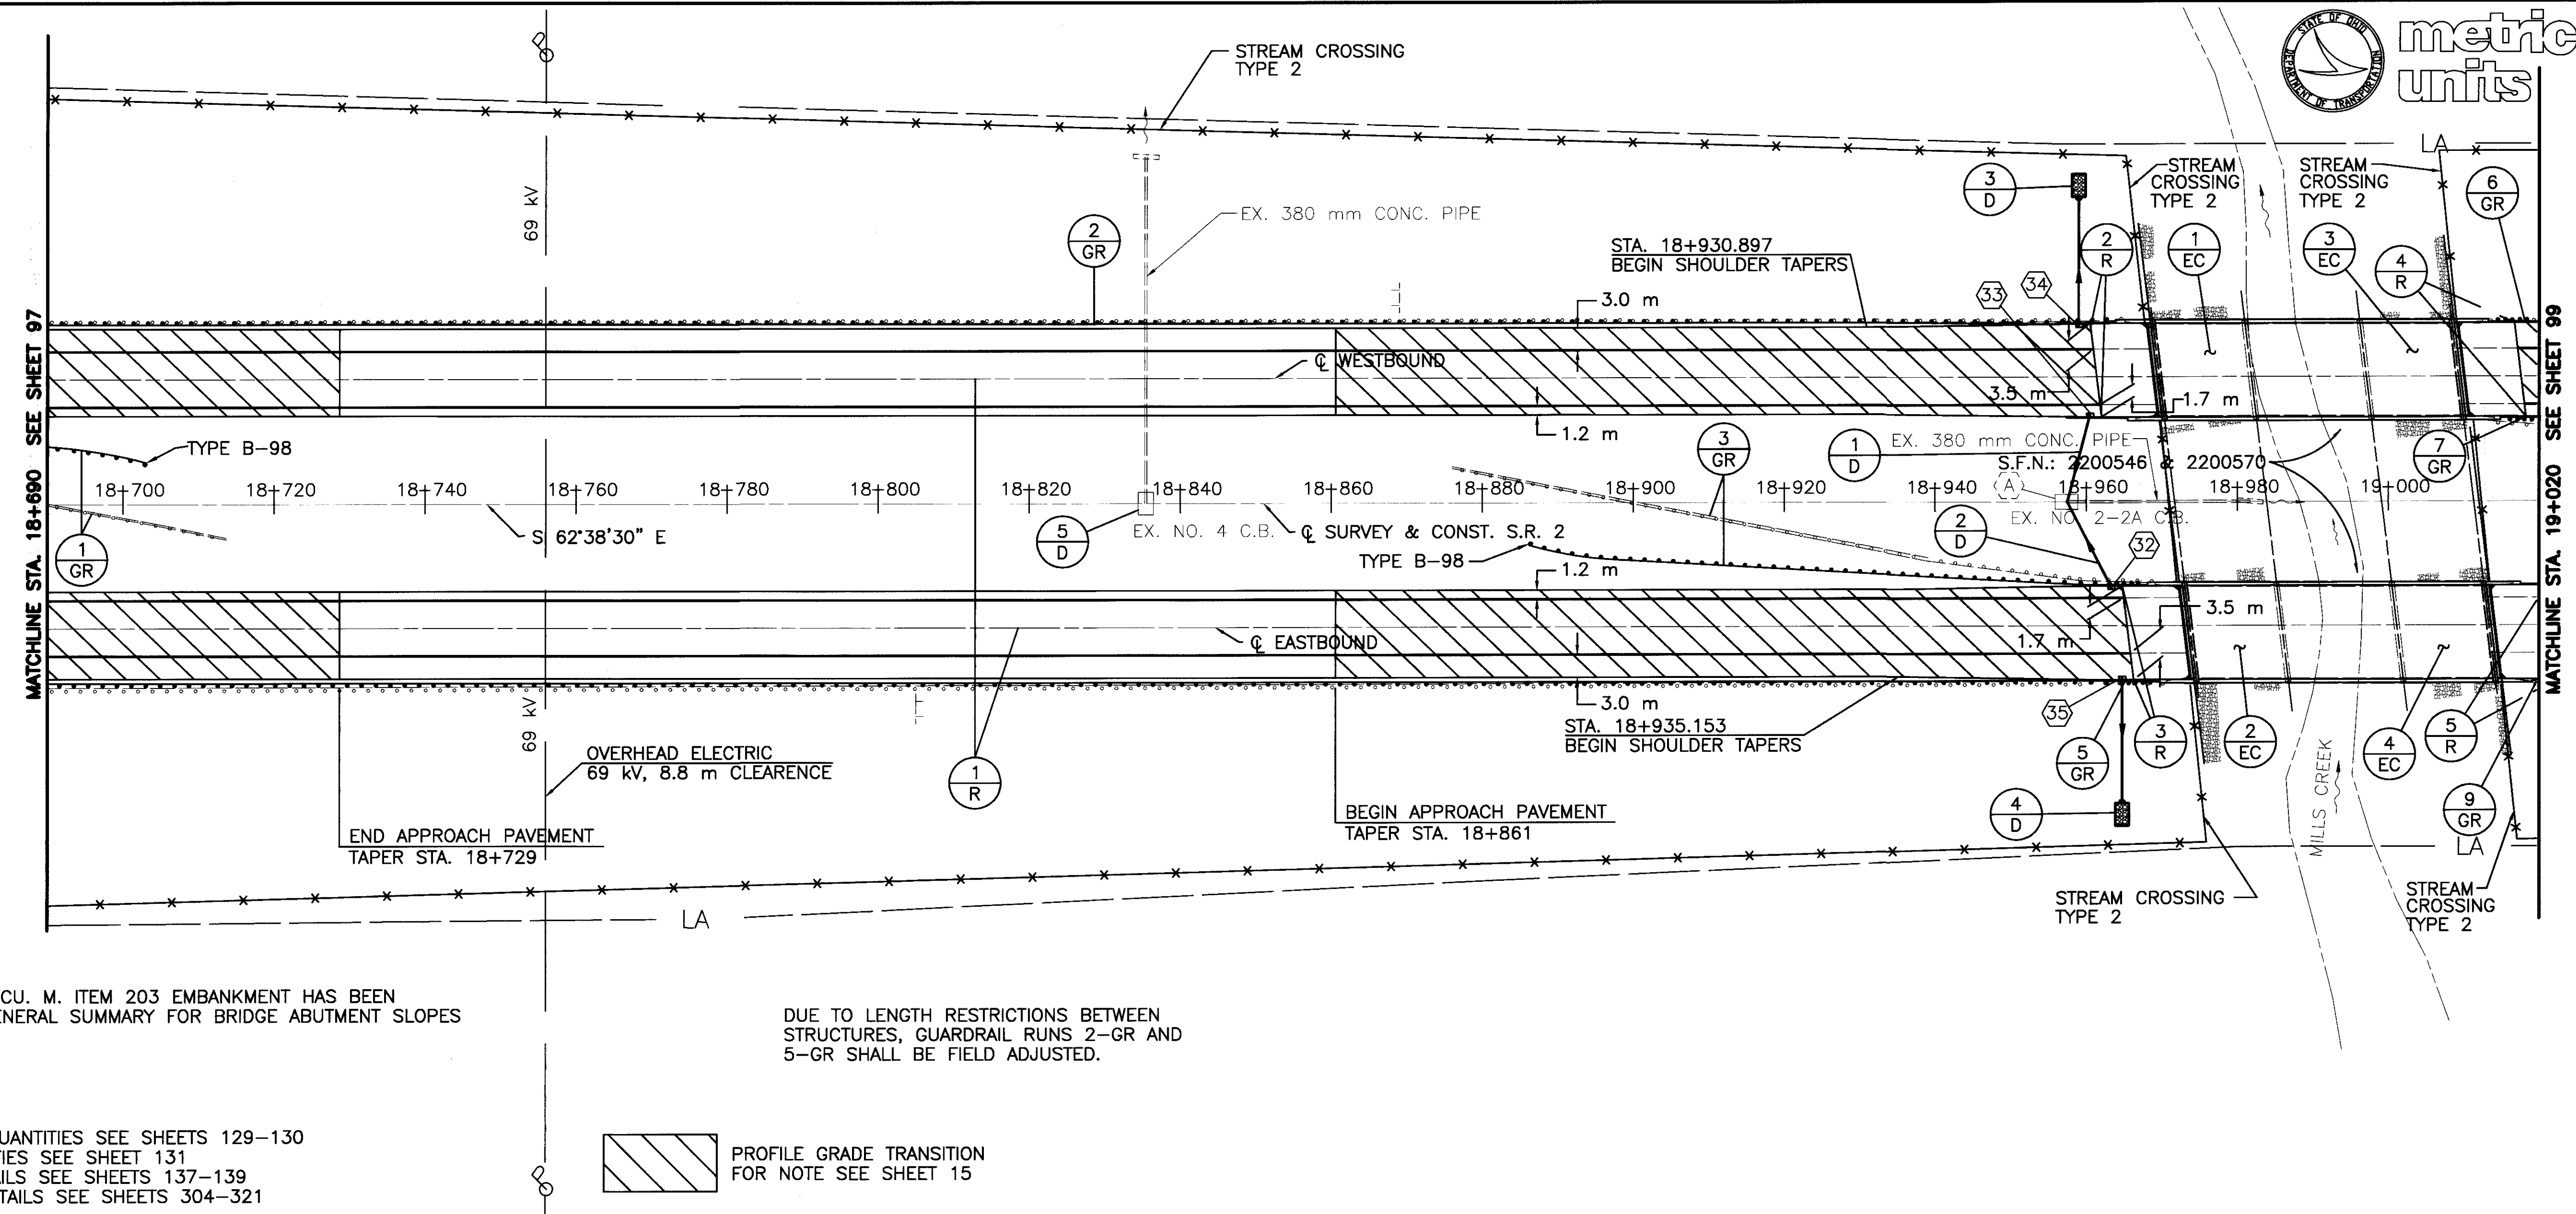 STATE OF OHIO
DEPARTMENT OF TRANSPORTATION
metric
units
STREAM CROSSING
TYPE 2
69 kV
LA
3
D
STREAM
CROSSING
TYPE 2
STREAM
CROSSING
TYPE 2
6
GR
EX. 380 mm CONC. PIPE
2
GR
STA. 18+930.897
BEGIN SHOULDER TAPERS
2
R
1
EC
3
EC
4
R
3.0 m
33
34
MATCHLINE STA. 18+690 SEE SHEET 97
MATCHLINE STA. 19+020 SEE SHEET 99
℄ WESTBOUND
3.5 m
1.7 m
1.2 m
TYPE B-98
3
GR
1
D
EX. 380 mm CONC. PIPE
S.F.N.: 2200546 & 2200570
7
GR
18+700
18+720
18+740
18+760
18+780
18+800
18+820
18+840
18+860
18+880
18+900
18+920
18+940
A
18+960
18+980
19+000
1
GR
S 62°38'30" E
5
D
EX. NO. 4 C.B.
℄ SURVEY & CONST. S.R. 2
2
D
EX. NO. 2-2A C.B.
32
TYPE B-98
1.2 m
3.5 m
1.7 m
℄ EASTBOUND
3.0 m
STA. 18+935.153
BEGIN SHOULDER TAPERS
35
5
GR
3
R
2
EC
4
EC
5
R
69 kV
OVERHEAD ELECTRIC
69 kV, 8.8 m CLEARENCE
1
R
MILLS CREEK
9
GR
4
D
END APPROACH PAVEMENT
TAPER STA. 18+729
BEGIN APPROACH PAVEMENT
TAPER STA. 18+861
LA
LA
STREAM CROSSING
TYPE 2
STREAM
CROSSING
TYPE 2
CU. M. ITEM 203 EMBANKMENT HAS BEEN
ENERAL SUMMARY FOR BRIDGE ABUTMENT SLOPES
DUE TO LENGTH RESTRICTIONS BETWEEN
STRUCTURES, GUARDRAIL RUNS 2-GR AND
5-GR SHALL BE FIELD ADJUSTED.
UANTITIES SEE SHEETS 129-130
TIES SEE SHEET 131
AILS SEE SHEETS 137-139
TAILS SEE SHEETS 304-321
PROFILE GRADE TRANSITION
FOR NOTE SEE SHEET 15